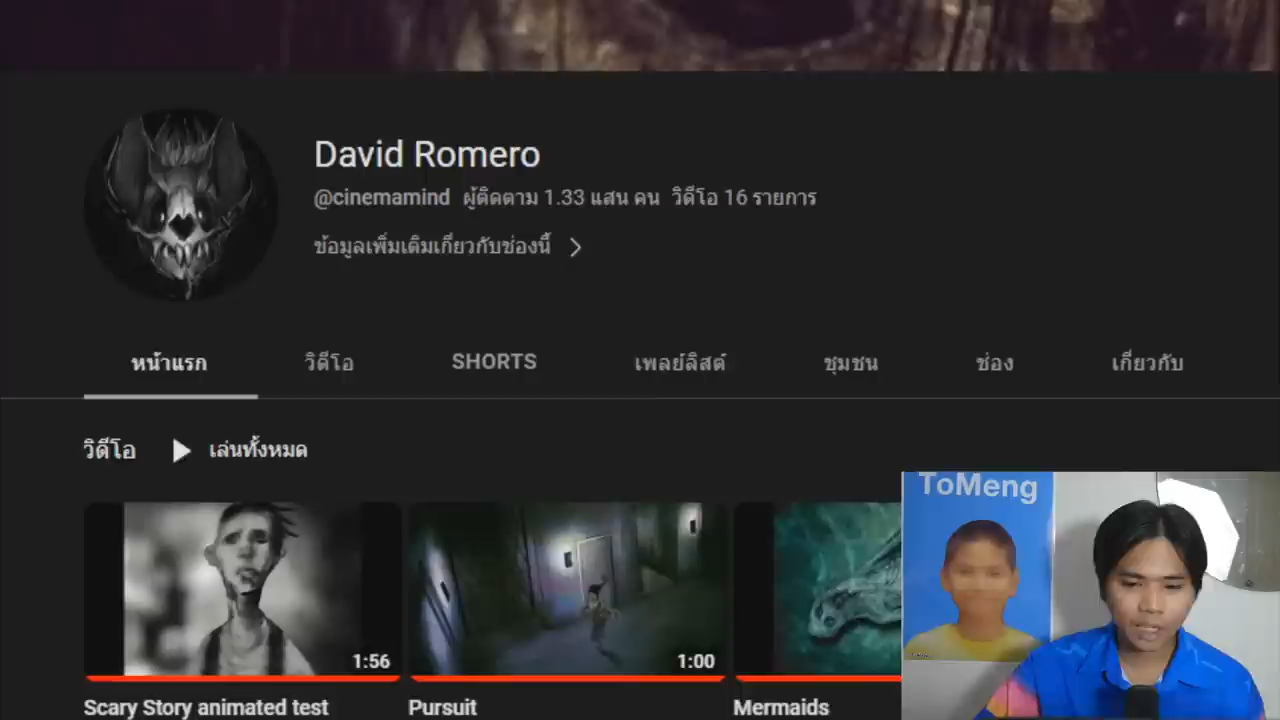 David Romero
@cinemamind ผู้ติดตาม 1.33 แสน คน วิดีโอ 16 รายการ
ข้อมูลเพิ่มเติมเกี่ยวกับช่องนี้
หน้าแรก วิดีโอ SHORTS เพลย์ลิสต์ ชุมชน ช่อง เกี่ยวกับ
วิดีโอ เล่นทั้งหมด
ToMeng
1:56 1:00
Scary Story animated test Pursuit Mermaids